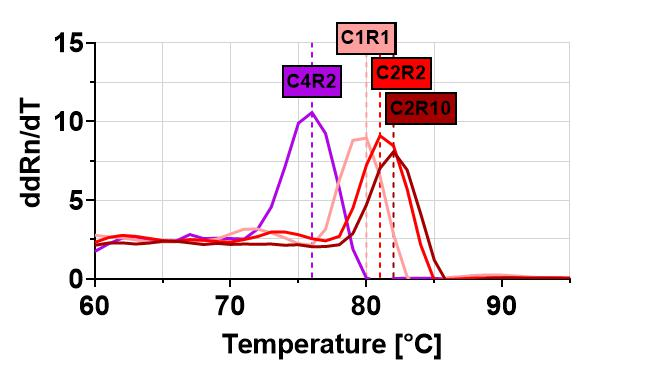 15
C1R1
C2R2
C4R2
C2R10
10
5
0
ddRn/dT
60 70 80 90
Temperature [°C]